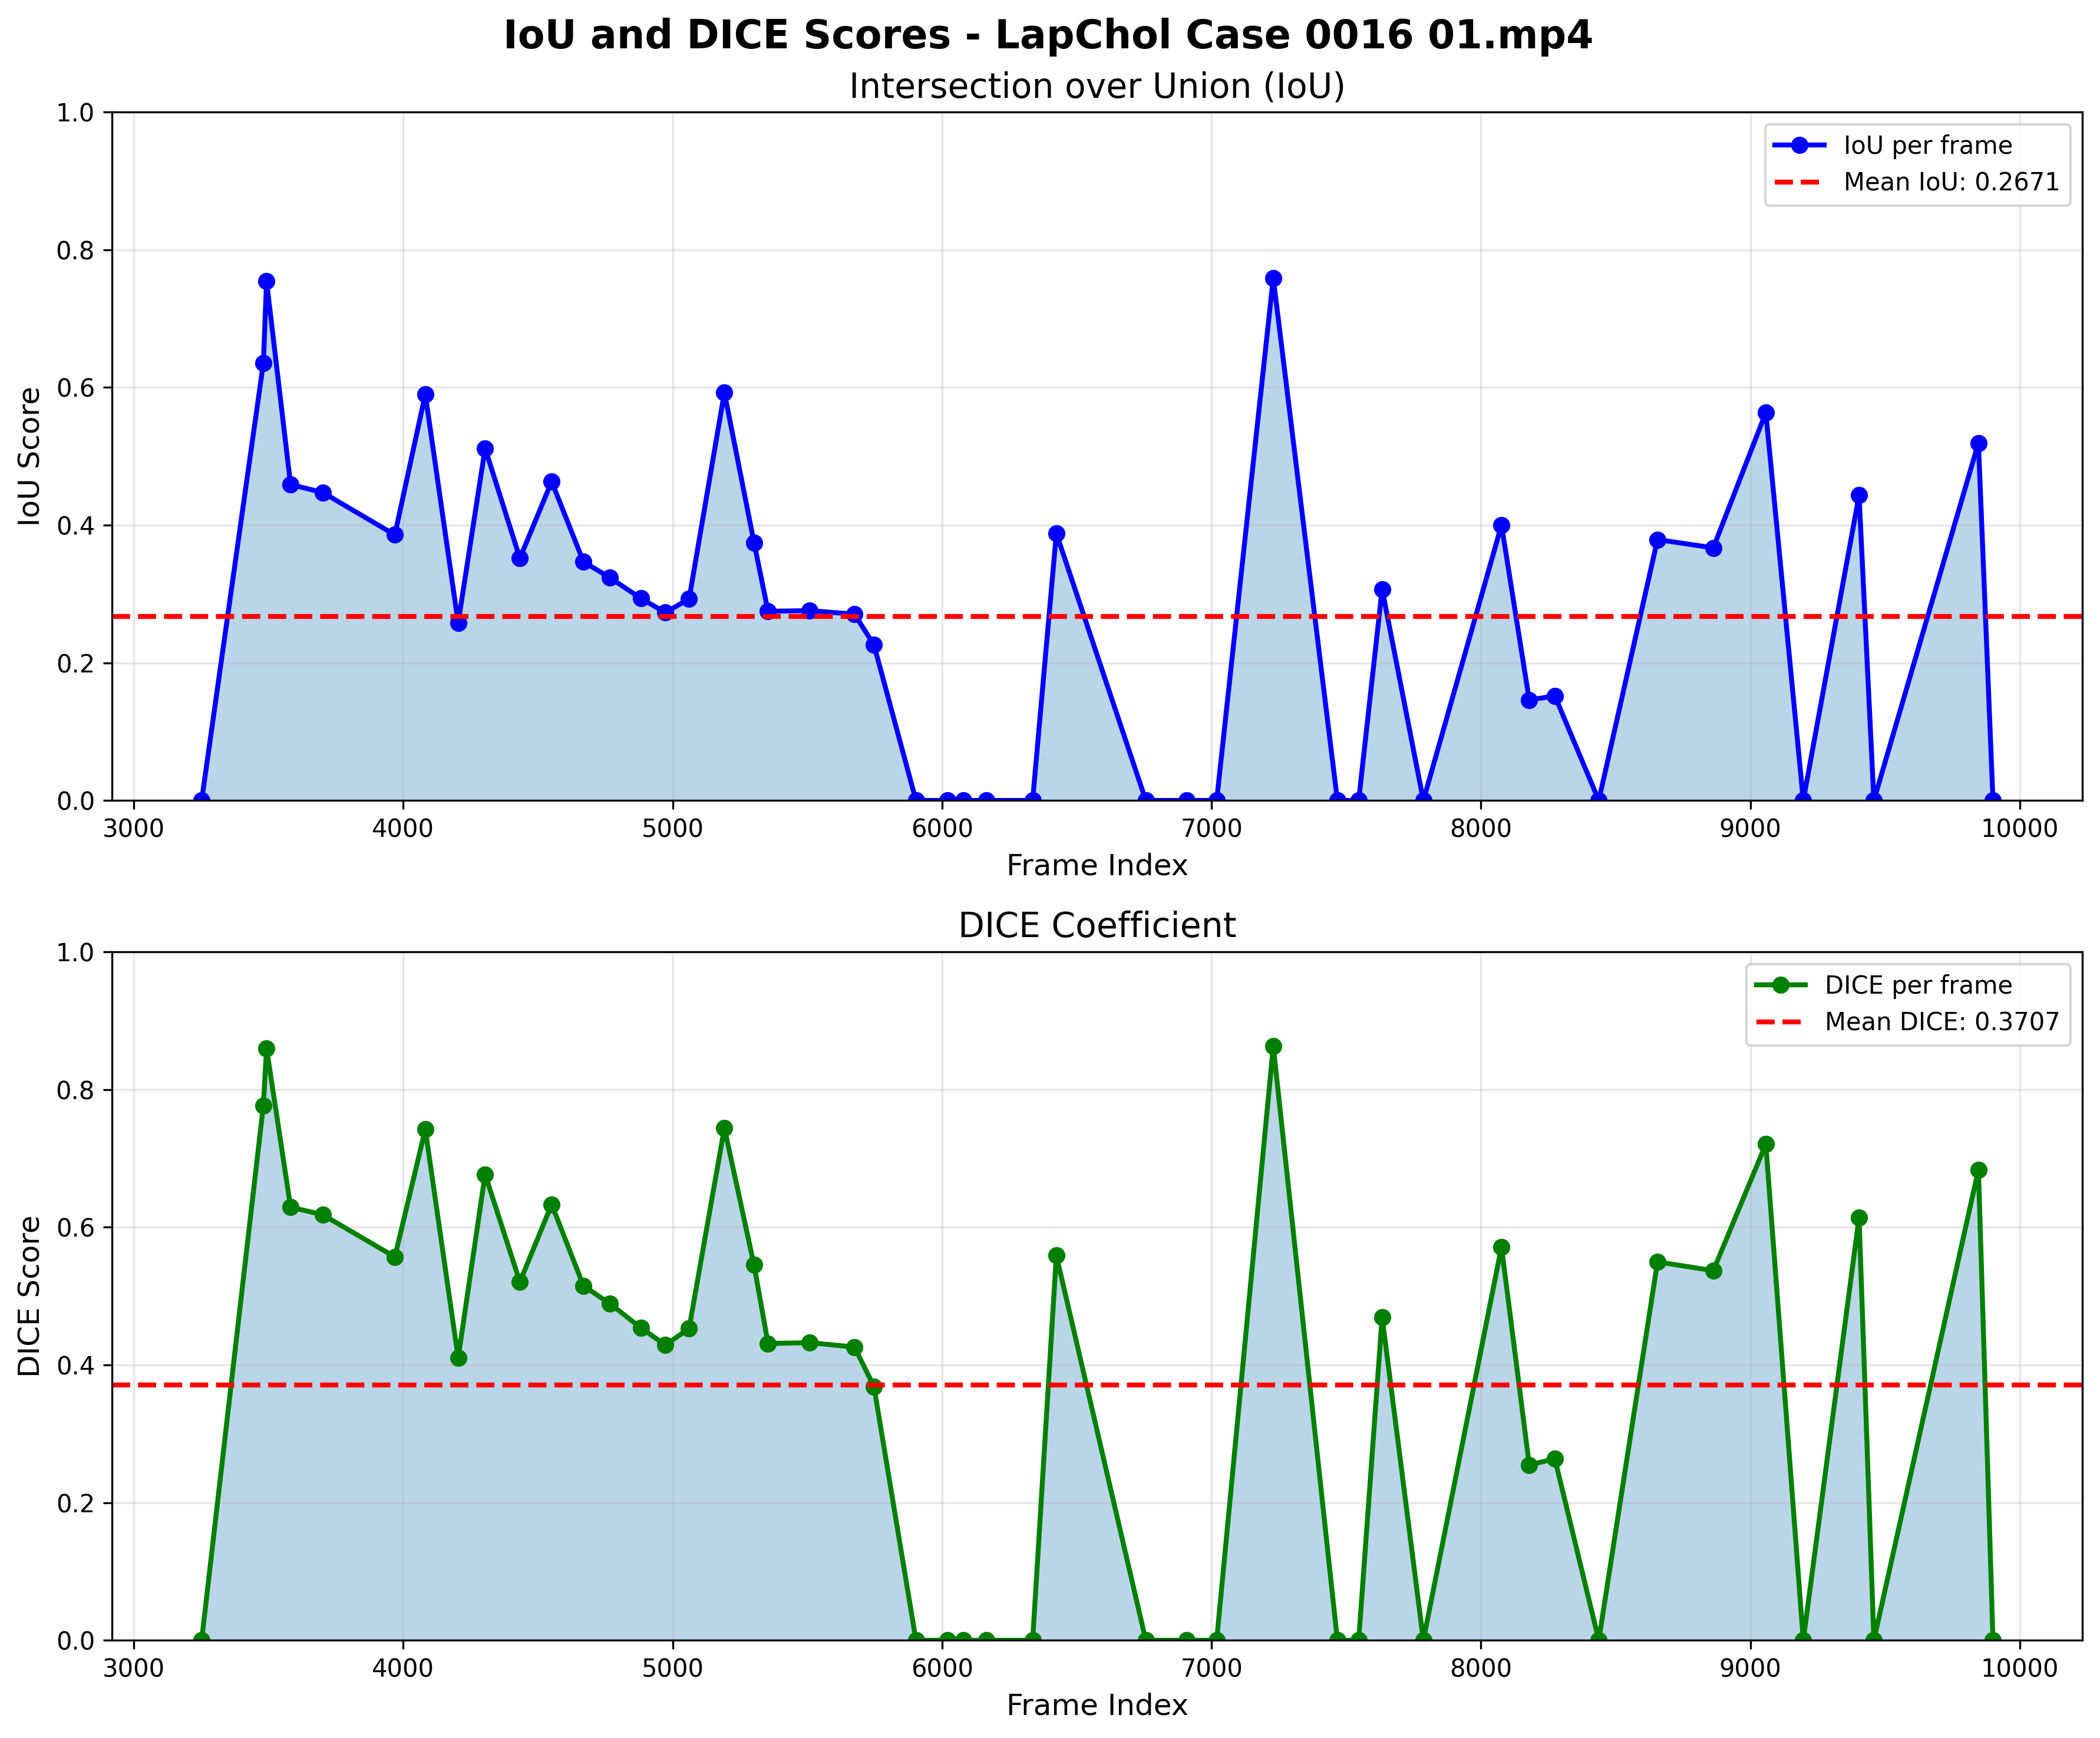 IoU and DICE Scores - LapChol Case 0016 01.mp4
Intersection over Union (IoU)
1.0
0.8
0.6
0.4
0.2
0.0
IoU Score
IoU per frame
Mean IoU: 0.2671
3000 4000 5000 6000 7000 8000 9000 10000
Frame Index
DICE Coefficient
1.0
0.8
0.6
0.4
0.2
0.0
DICE Score
DICE per frame
Mean DICE: 0.3707
3000 4000 5000 6000 7000 8000 9000 10000
Frame Index